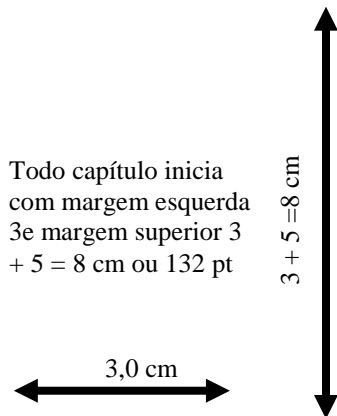 Todo capítulo inicia
com margem esquerda
3e margem superior 3
+ 5 = 8 cm ou 132 pt
3 + 5 =8 cm
3,0 cm